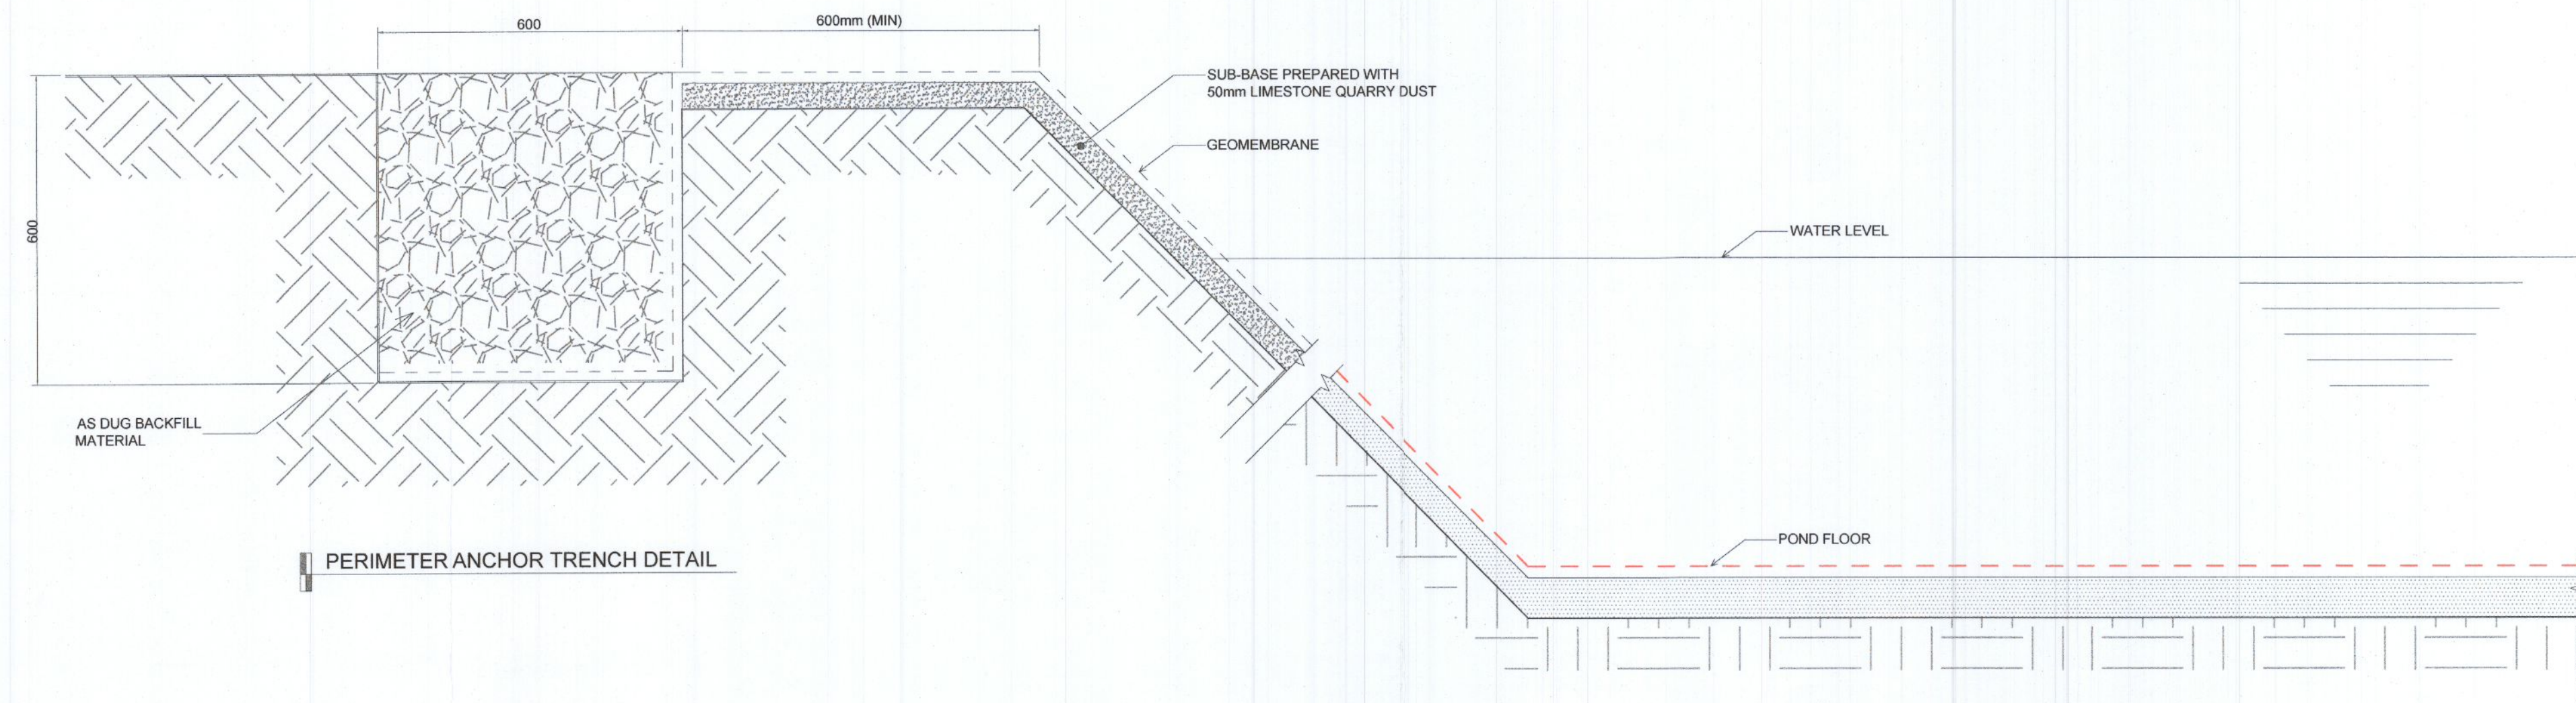 600
600mm (MIN)
SUB-BASE PREPARED WITH
50mm LIMESTONE QUARRY DUST
GEOMEMBRANE
WATER LEVEL
600
AS DUG BACKFILL
MATERIAL
POND FLOOR
PERIMETER ANCHOR TRENCH DETAIL